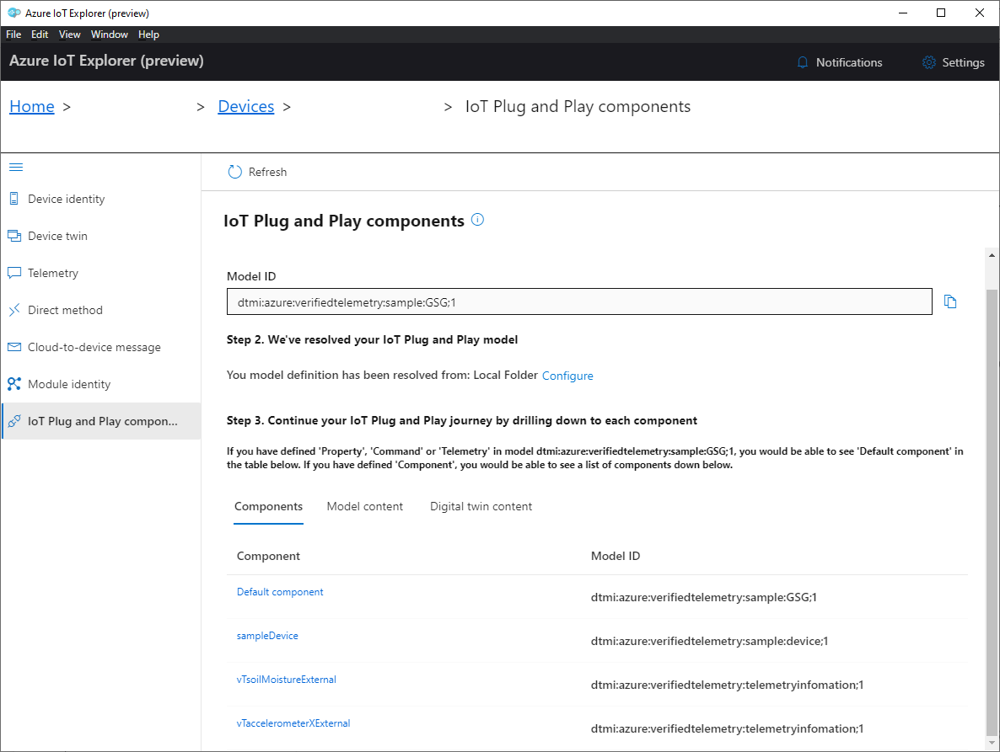 Azure IoT Explorer (preview)
File Edit View Window Help
Azure IoT Explorer (preview)
Notifications
Settings
Home > > Devices > > IoT Plug and Play components
Refresh
Device identity
Device twin
Telemetry
Direct method
Cloud-to-device message
Module identity
IoT Plug and Play compon...
IoT Plug and Play components
Model ID
dtmi:azure:verifiedtelemetry:sample:GSG;1
Step 2. We've resolved your IoT Plug and Play model
You model definition has been resolved from: Local Folder Configure
Step 3. Continue your IoT Plug and Play journey by drilling down to each component
If you have defined 'Property', 'Command' or 'Telemetry' in model dtmi:azure:verifiedtelemetry:sample:GSG;1, you would be able to see 'Default component' in
the table below. If you have defined 'Component', you would be able to see a list of components down below.
Components Model content Digital twin content
Component Model ID
Default component dtmi:azure:verifiedtelemetry:sample:GSG;1
sampleDevice dtmi:azure:verifiedtelemetry:sample:device;1
vTsoilMoistureExternal dtmi:azure:verifiedtelemetry:telemetryinfomation;1
vTaccelerometerXExternal dtmi:azure:verifiedtelemetry:telemetryinfomation;1